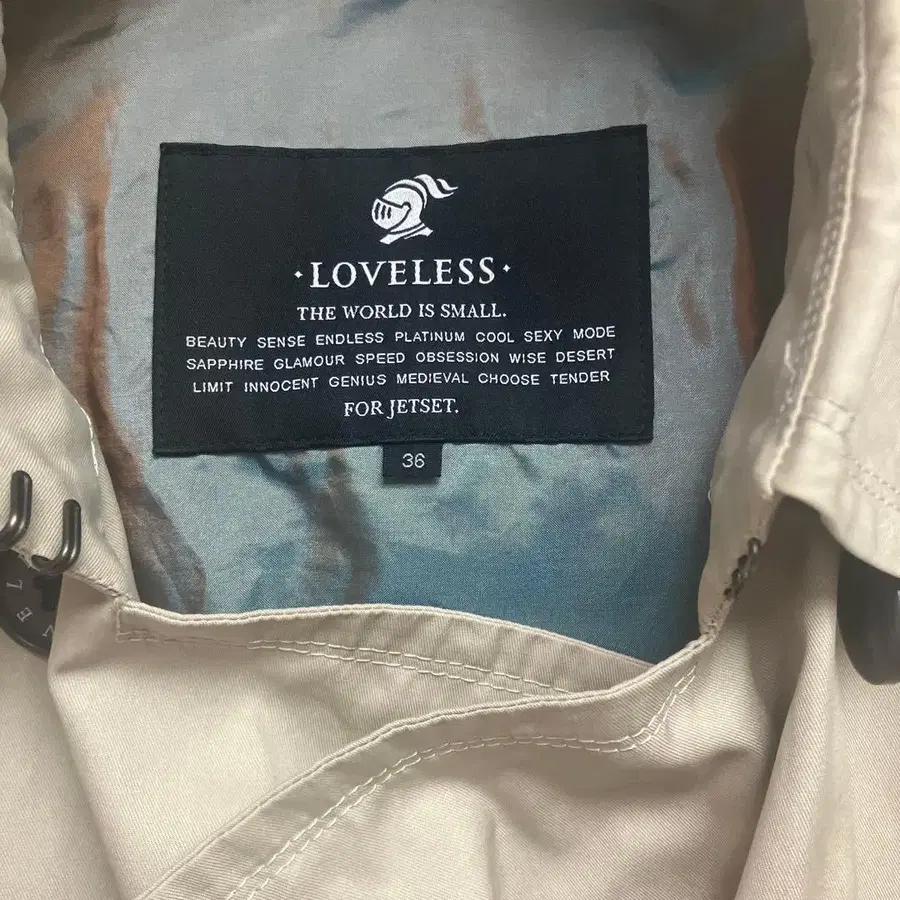 ·LOVELESS·
THE WORLD IS SMALL.
BEAUTY SENSE ENDLESS PLATINUM COOL SEXY MODE
SAPPHIRE GLAMOUR SPEED OBSESSION WISE DESERT
LIMIT INNOCENT GENIUS MEDIEVAL CHOOSE TENDER
FOR JETSET.
36